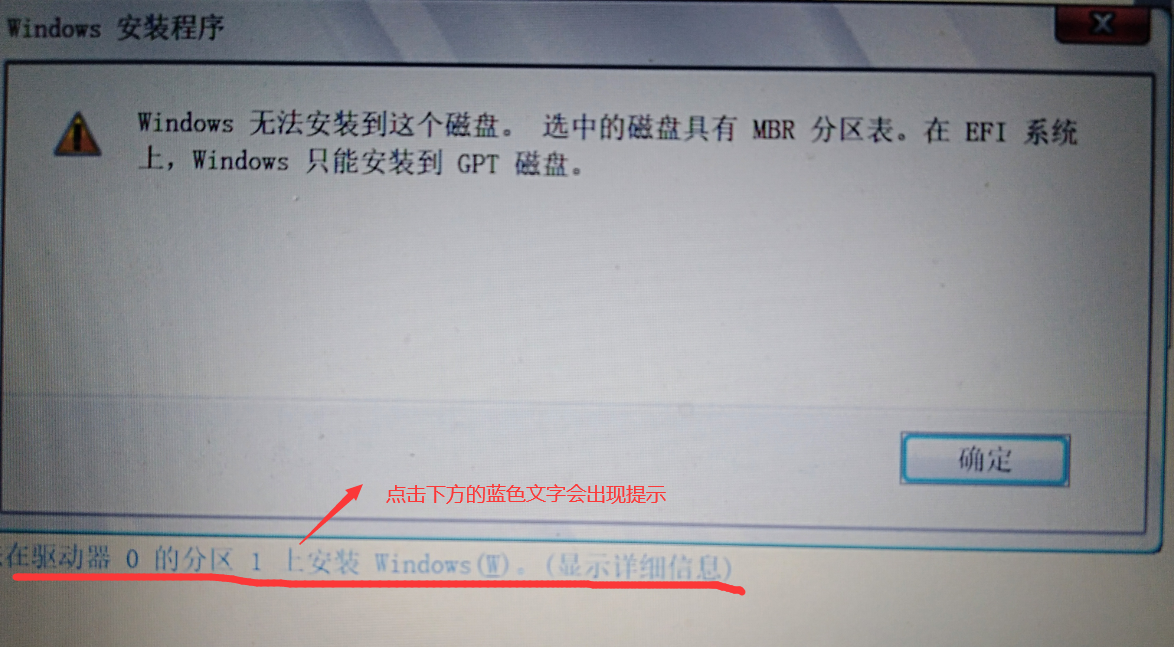 Windows 安装程序
Windows 无法安装到这个磁盘。 选中的磁盘具有 MBR 分区表。在 EFI 系统
上，Windows 只能安装到 GPT 磁盘。
确定
点击下方的蓝色文字会出现提示
在驱动器 0 的分区 1 上安装 Windows(W)。(显示详细信息)